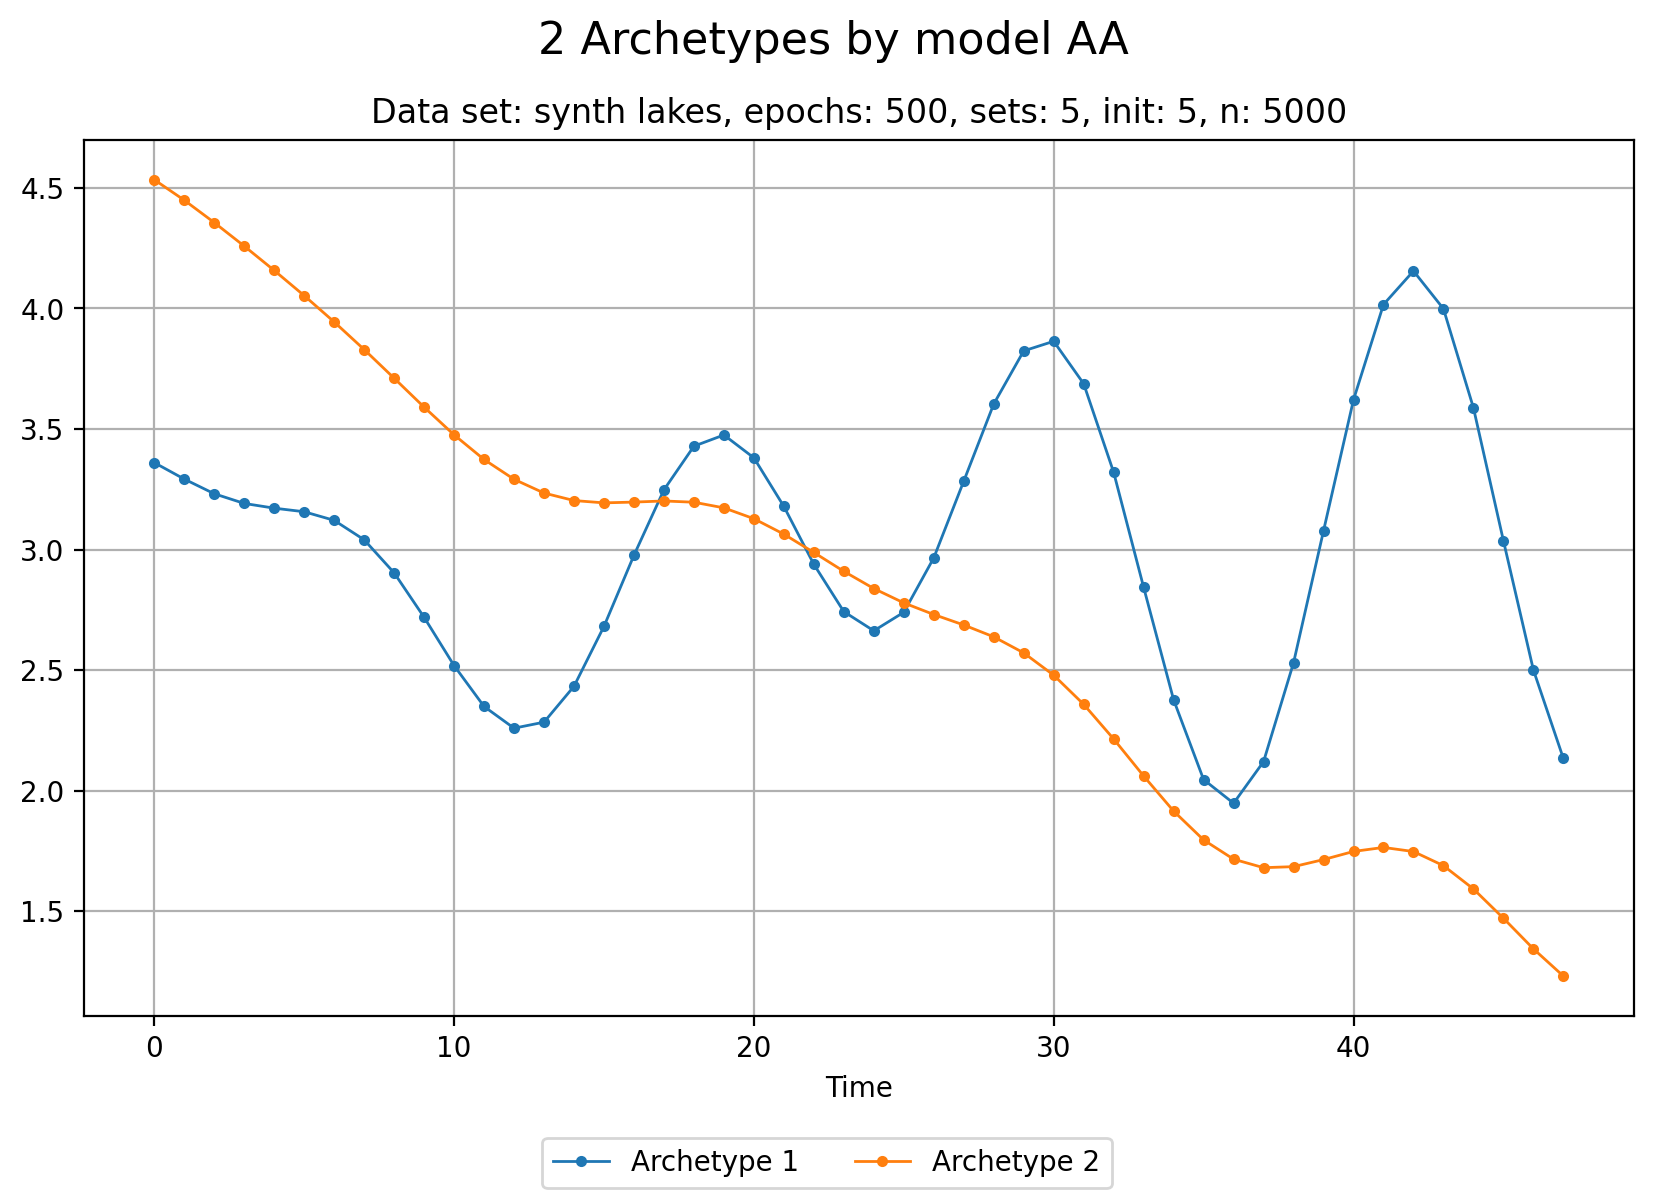 2 Archetypes by model AA
Data set: synth lakes, epochs: 500, sets: 5, init: 5, n: 5000
4.5
4.0
3.5
3.0
2.5
2.0
1.5
0 10 20 30 40
Time
Archetype 1 Archetype 2